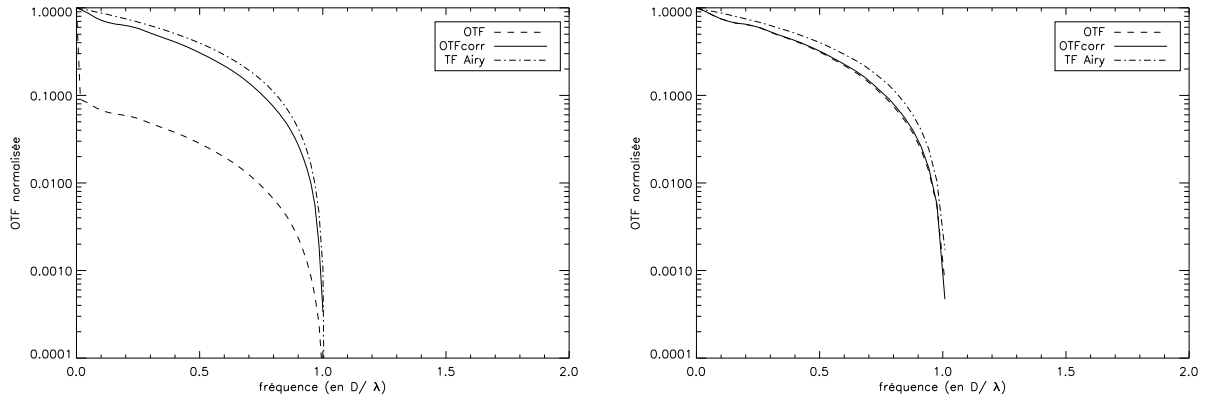 1.0000
0.1000
0.0100
0.0010
0.0001
OTF normalisée
0.0
0.5
1.0
1.5
2.0
fréquence (en D/ λ)
OTF
OTFcorr
TF Airy
1.0000
0.1000
0.0100
0.0010
0.0001
OTF normalisée
0.0
0.5
1.0
1.5
2.0
fréquence (en D/ λ)
OTF
OTFcorr
TF Airy